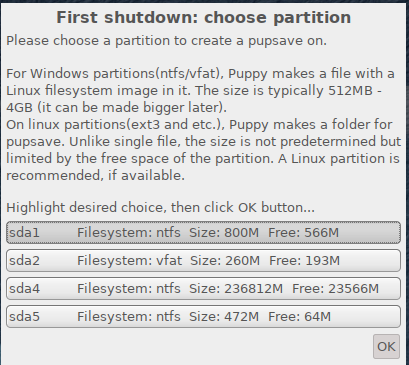 First shutdown: choose partition
Please choose a partition to create a pupsave on.
For Windows partitions(ntfs/vfat), Puppy makes a file with a
Linux filesystem image in it. The size is typically 512MB -
4GB (it can be made bigger later).
On linux partitions(ext3 and etc.), Puppy makes a folder for
pupsave. Unlike single file, the size is not predeterminated but
limited by the free space of the partition. A Linux partition is
recommended, if available.
Highlight desired choice, then click OK button...
sda1 Filesystem: ntfs Size: 800M Free: 566M
sda2 Filesystem: vfat Size: 260M Free: 193M
sda4 Filesystem: ntfs Size: 236812M Free: 23566M
sda5 Filesystem: ntfs Size: 472M Free: 64M
OK